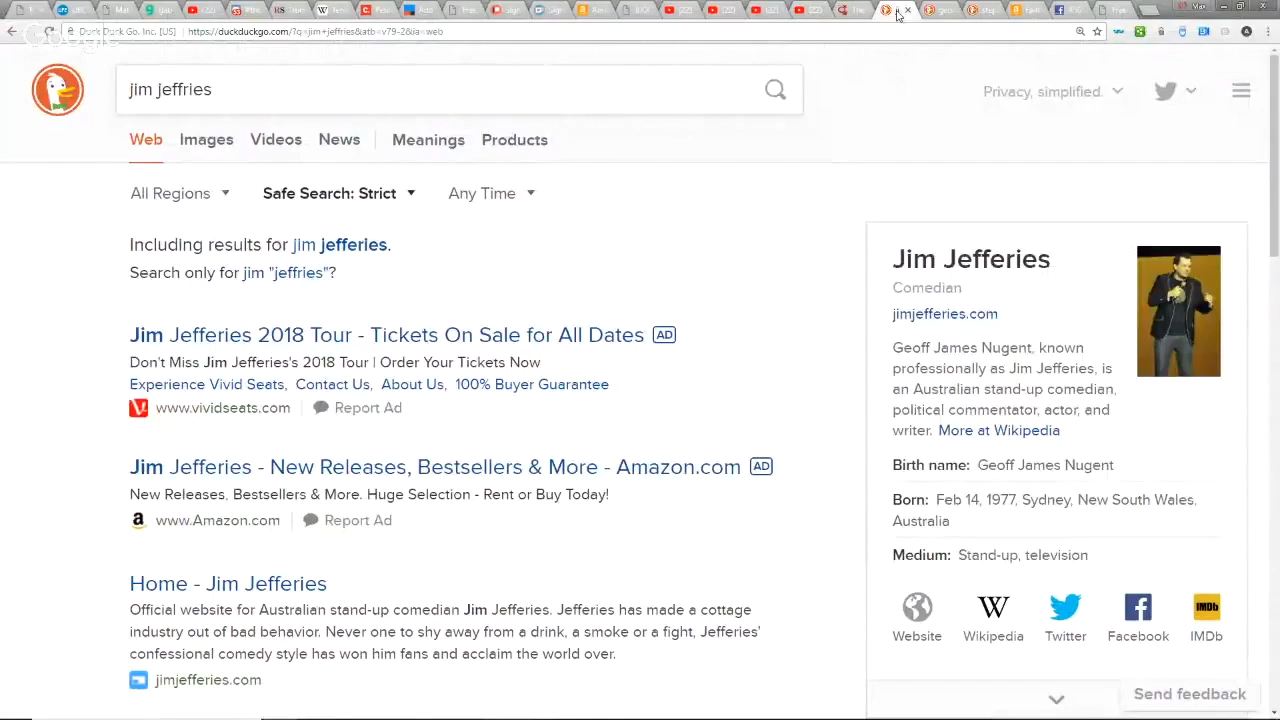 Duck Duck Go, Inc. [US] | https://duckduckgo.com/?q=jim+jeffries&atb=v79-2&ia=web
Google
jim jeffries
Privacy, simplified.
Web Images Videos News Meanings Products
All Regions Safe Search: Strict Any Time
Including results for jim jefferies.
Search only for jim "jeffries"?
Jim Jefferies 2018 Tour - Tickets On Sale for All Dates AD
Don't Miss Jim Jefferies's 2018 Tour | Order Your Tickets Now
Experience Vivid Seats, Contact Us, About Us, 100% Buyer Guarantee
www.vividseats.com Report Ad
Jim Jefferies - New Releases, Bestsellers & More - Amazon.com AD
New Releases, Bestsellers & More. Huge Selection - Rent or Buy Today!
a www.Amazon.com Report Ad
Home - Jim Jefferies
Official website for Australian stand-up comedian Jim Jefferies. Jefferies has made a cottage
industry out of bad behavior. Never one to shy away from a drink, a smoke or a fight, Jefferies'
confessional comedy style has won him fans and acclaim the world over.
jimjefferies.com
Jim Jefferies
Comedian
jimjefferies.com
Geoff James Nugent, known
professionally as Jim Jefferies, is
an Australian stand-up comedian,
political commentator, actor, and
writer. More at Wikipedia
Birth name: Geoff James Nugent
Born: Feb 14, 1977, Sydney, New South Wales,
Australia
Medium: Stand-up, television
W IMDb
Website Wikipedia Twitter Facebook IMDb
Send feedback